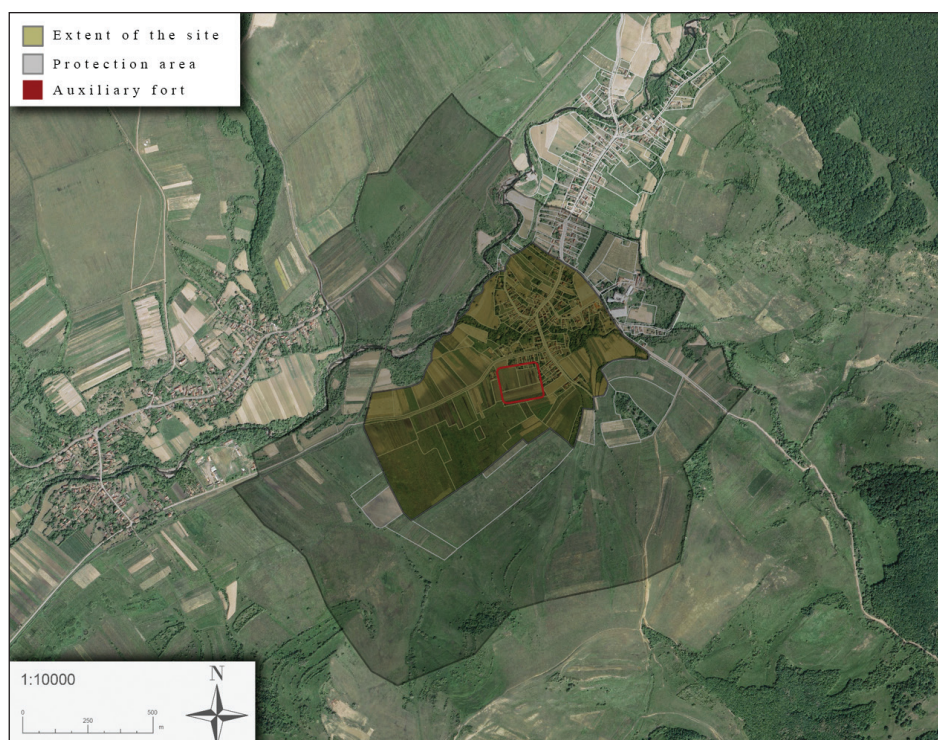 Extent of the site
Protection area
Auxiliary fort
1:10000
N
0 250 500
m